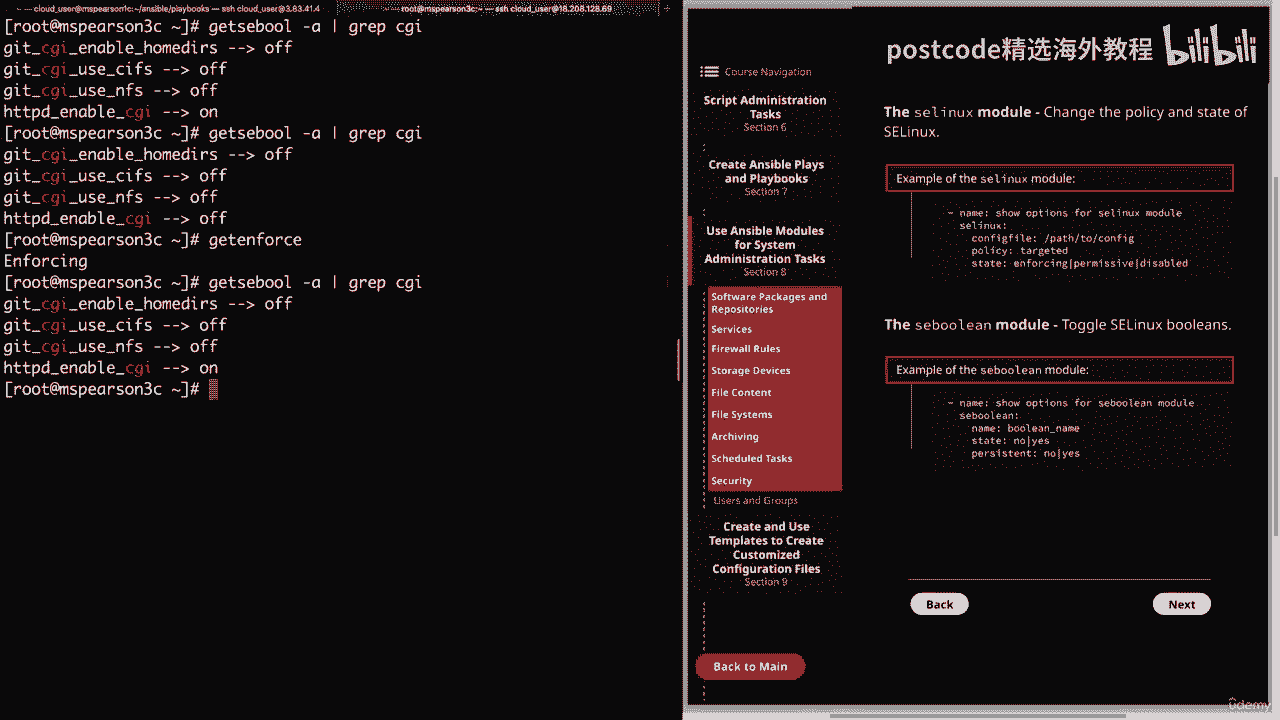 cloud_user@mspearson3c:~/ansible/playbooks — ssh cloud_user@3.83.41.4
root@mspearson3c:~ — ssh cloud_user@18.208.128.69
[root@mspearson3c ~]# getsebool -a | grep cgi
git_cgi_enable_homedirs --> off
git_cgi_use_cifs --> off
git_cgi_use_nfs --> off
httpd_enable_cgi --> on
[root@mspearson3c ~]# getsebool -a | grep cgi
git_cgi_enable_homedirs --> off
git_cgi_use_cifs --> off
git_cgi_use_nfs --> off
httpd_enable_cgi --> off
[root@mspearson3c ~]# getenforce
Enforcing
[root@mspearson3c ~]# getsebool -a | grep cgi
git_cgi_enable_homedirs --> off
git_cgi_use_cifs --> off
git_cgi_use_nfs --> off
httpd_enable_cgi --> on
[root@mspearson3c ~]#
Course Navigation
Script Administration
Tasks
Section 6
Create Ansible Plays
and Playbooks
Section 7
Use Ansible Modules
for System
Administration Tasks
Section 8
Software Packages and
Repositories
Services
Firewall Rules
Storage Devices
File Content
File Systems
Archiving
Scheduled Tasks
Security
Users and Groups
Create and Use
Templates to Create
Customized
Configuration Files
Section 9
Back to Main
postcode精选海外教程 bilibili
The selinux module - Change the policy and state of
SELinux.
Example of the selinux module:
- name: show options for selinux module
selinux:
configfile: /path/to/config
policy: targeted
state: enforcing|permissive|disabled
The seboolean module - Toggle SELinux booleans.
Example of the seboolean module:
- name: show options for seboolean module
seboolean:
name: boolean_name
state: no|yes
persistent: no|yes
Back
Next
udemy